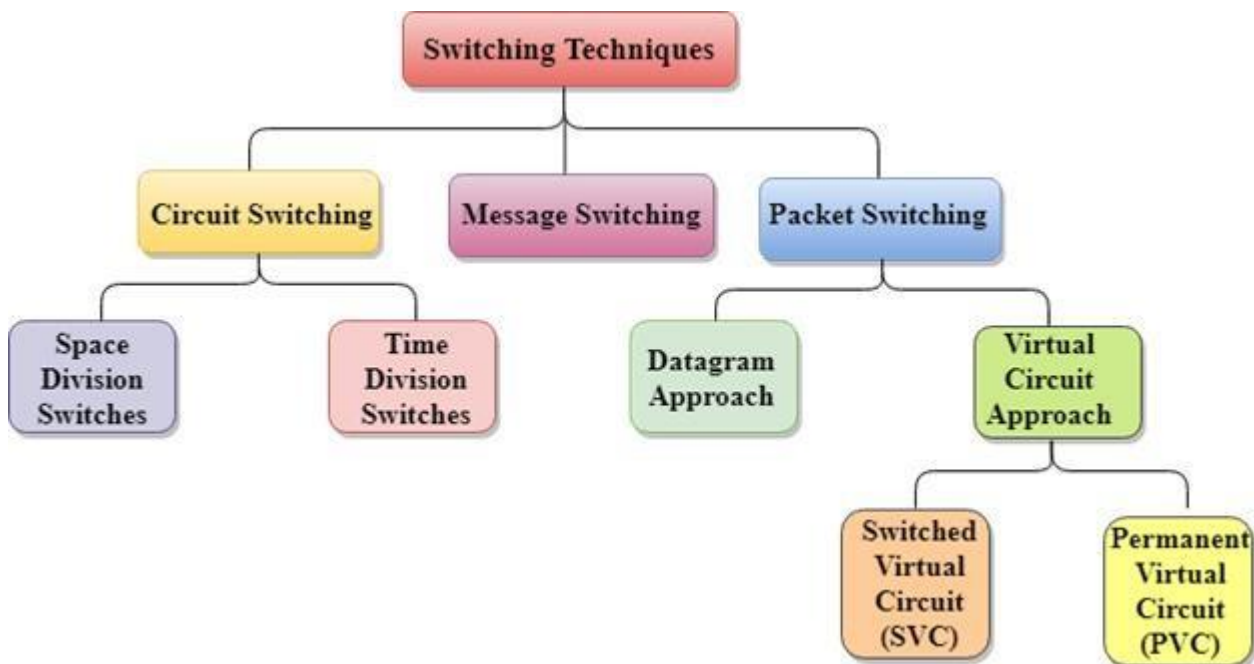 Switching Techniques
Circuit Switching
Message Switching
Packet Switching
Space
Division
Switches
Time
Division
Switches
Datagram
Approach
Virtual
Circuit
Approach
Switched
Virtual
Circuit
(SVC)
Permanent
Virtual
Circuit
(PVC)